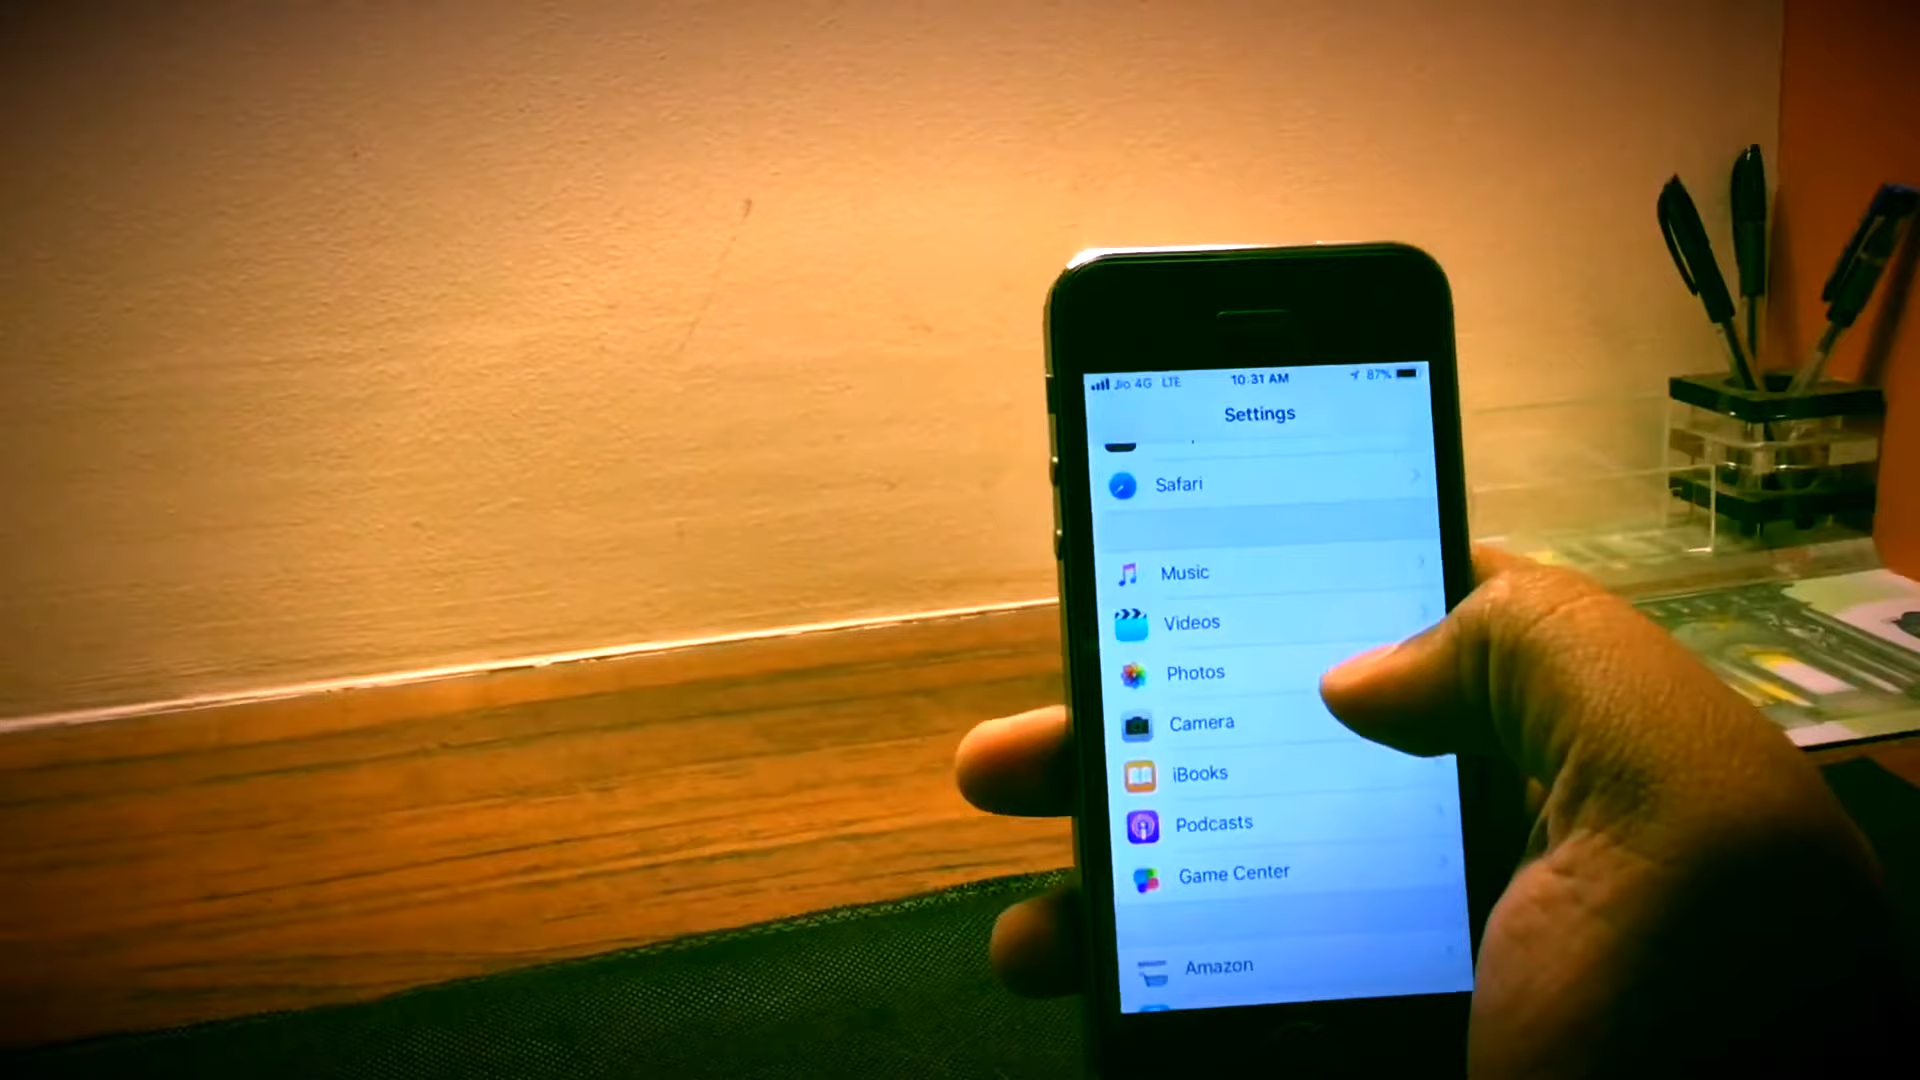 Jio 4G LTE 10:31 AM 87%
Settings
Safari
Music
Videos
Photos
Camera
iBooks
Podcasts
Game Center
Amazon